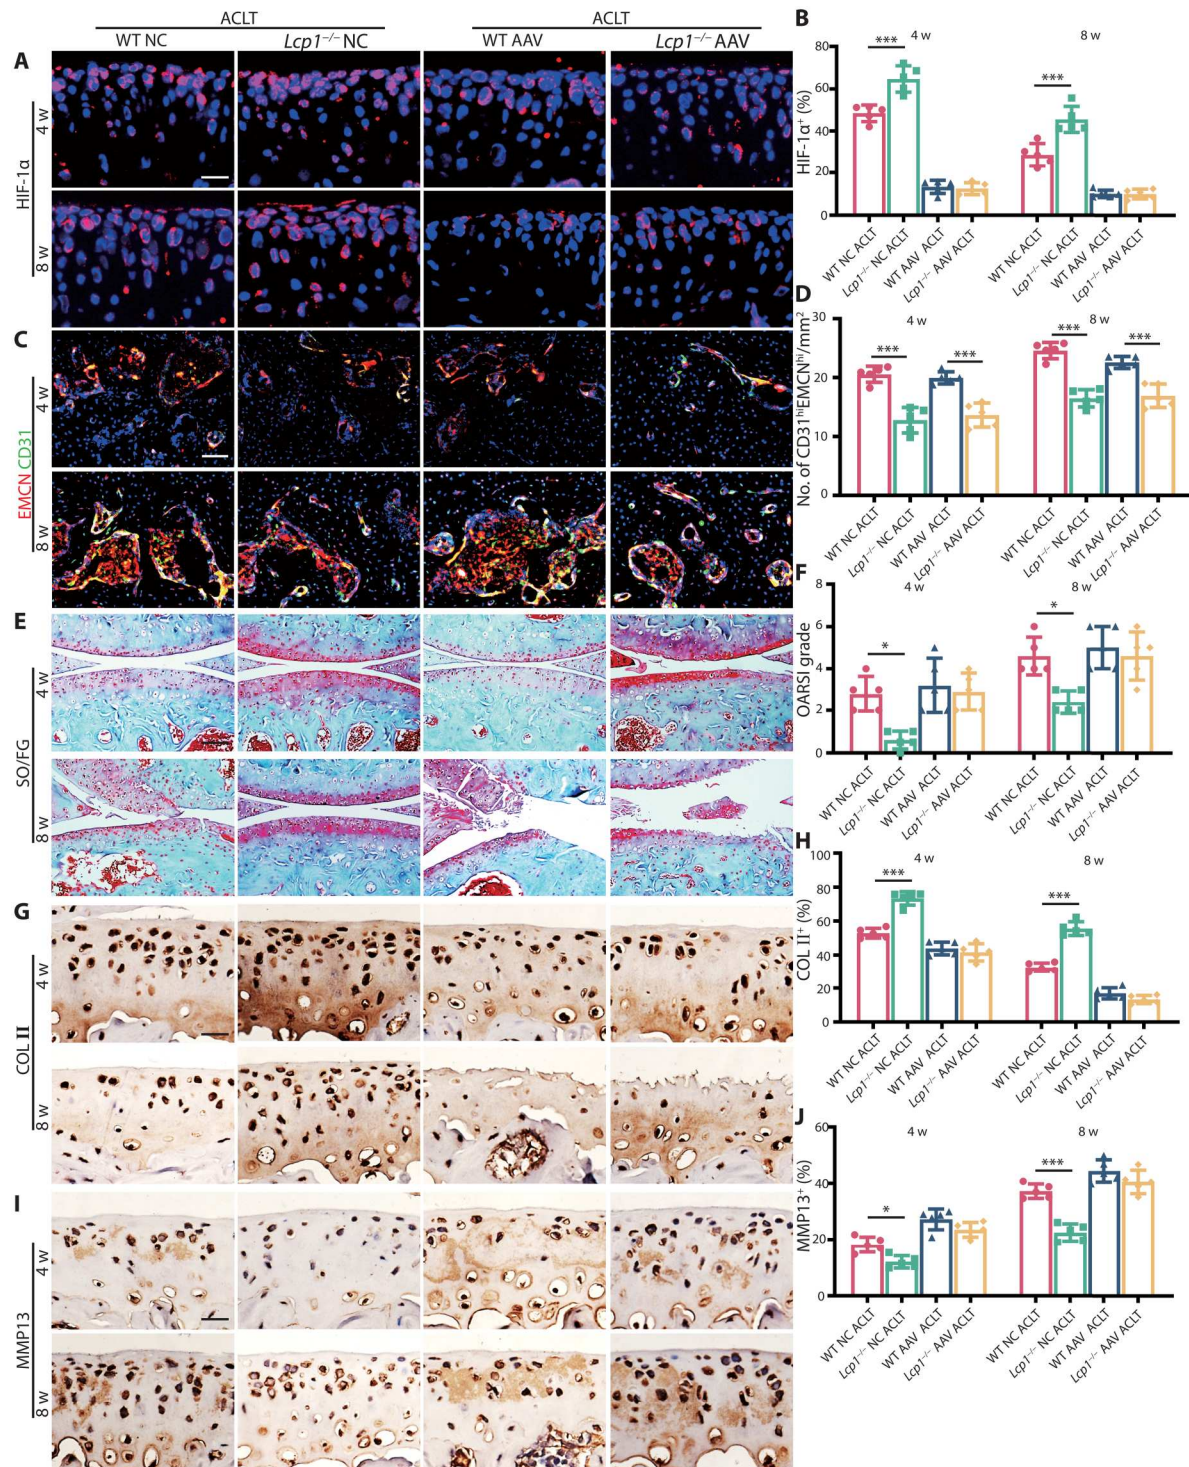 ACLT
ACLT
WT NC
Lcp1⁻/⁻ NC
WT AAV
Lcp1⁻/⁻ AAV
A
HIF-1α
4 w
8 w
B
4 w
8 w
***
***
HIF-1α⁺ (%)
80
60
40
20
0
WT NC ACLT
Lcp1⁻/⁻ NC ACLT
WT AAV ACLT
Lcp1⁻/⁻ AAV ACLT
WT NC ACLT
Lcp1⁻/⁻ NC ACLT
WT AAV ACLT
Lcp1⁻/⁻ AAV ACLT
C
EMCN CD31
4 w
8 w
D
4 w
8 w
***
***
***
***
No. of CD31ʰⁱEMCNʰⁱ/mm²
30
20
10
0
WT NC ACLT
Lcp1⁻/⁻ NC ACLT
WT AAV ACLT
Lcp1⁻/⁻ AAV ACLT
WT NC ACLT
Lcp1⁻/⁻ NC ACLT
WT AAV ACLT
Lcp1⁻/⁻ AAV ACLT
E
SO/FG
4 w
8 w
F
4 w
8 w
*
*
OARSI grade
8
6
4
2
0
WT NC ACLT
Lcp1⁻/⁻ NC ACLT
WT AAV ACLT
Lcp1⁻/⁻ AAV ACLT
WT NC ACLT
Lcp1⁻/⁻ NC ACLT
WT AAV ACLT
Lcp1⁻/⁻ AAV ACLT
G
COL II
4 w
8 w
H
4 w
8 w
***
***
COL II⁺ (%)
100
80
60
40
20
0
WT NC ACLT
Lcp1⁻/⁻ NC ACLT
WT AAV ACLT
Lcp1⁻/⁻ AAV ACLT
WT NC ACLT
Lcp1⁻/⁻ NC ACLT
WT AAV ACLT
Lcp1⁻/⁻ AAV ACLT
I
MMP13
4 w
8 w
J
4 w
8 w
*
***
MMP13⁺ (%)
60
40
20
0
WT NC ACLT
Lcp1⁻/⁻ NC ACLT
WT AAV ACLT
Lcp1⁻/⁻ AAV ACLT
WT NC ACLT
Lcp1⁻/⁻ NC ACLT
WT AAV ACLT
Lcp1⁻/⁻ AAV ACLT